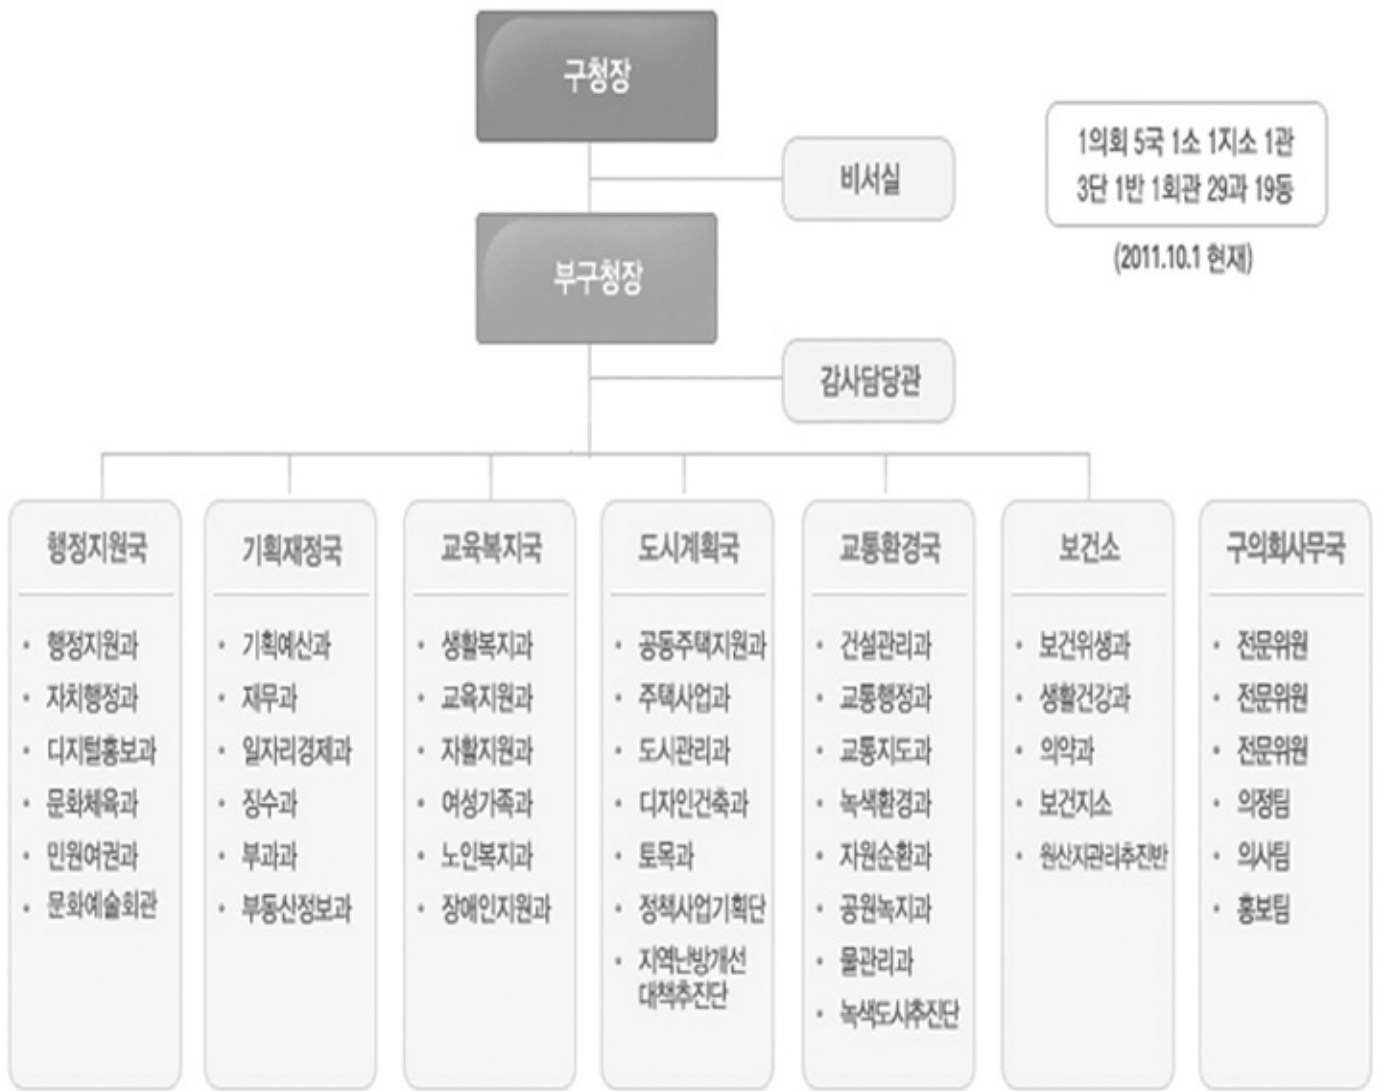 구청장
비서실
1의회 5국 1소 1지소 1관
3단 1반 1회관 29과 19동
(2011.10.1 현재)
부구청장
감사담당관
행정지원국
• 행정지원과
• 자치행정과
• 디지털홍보과
• 문화체육과
• 민원여권과
• 문화예술회관
기획재정국
• 기획예산과
• 재무과
• 일자리경제과
• 징수과
• 부과과
• 부동산정보과
교육복지국
• 생활복지과
• 교육지원과
• 자활지원과
• 여성가족과
• 노인복지과
• 장애인지원과
도시계획국
• 공동주택지원과
• 주택사업과
• 도시관리과
• 디자인건축과
• 토목과
• 정책사업기획단
• 지역난방개선
대책추진단
교통환경국
• 건설관리과
• 교통행정과
• 교통지도과
• 녹색환경과
• 자원순환과
• 공원녹지과
• 물관리과
• 녹색도시추진단
보건소
• 보건위생과
• 생활건강과
• 의약과
• 보건지소
• 원산지관리추진반
구의회사무국
• 전문위원
• 전문위원
• 전문위원
• 의정팀
• 의사팀
• 홍보팀